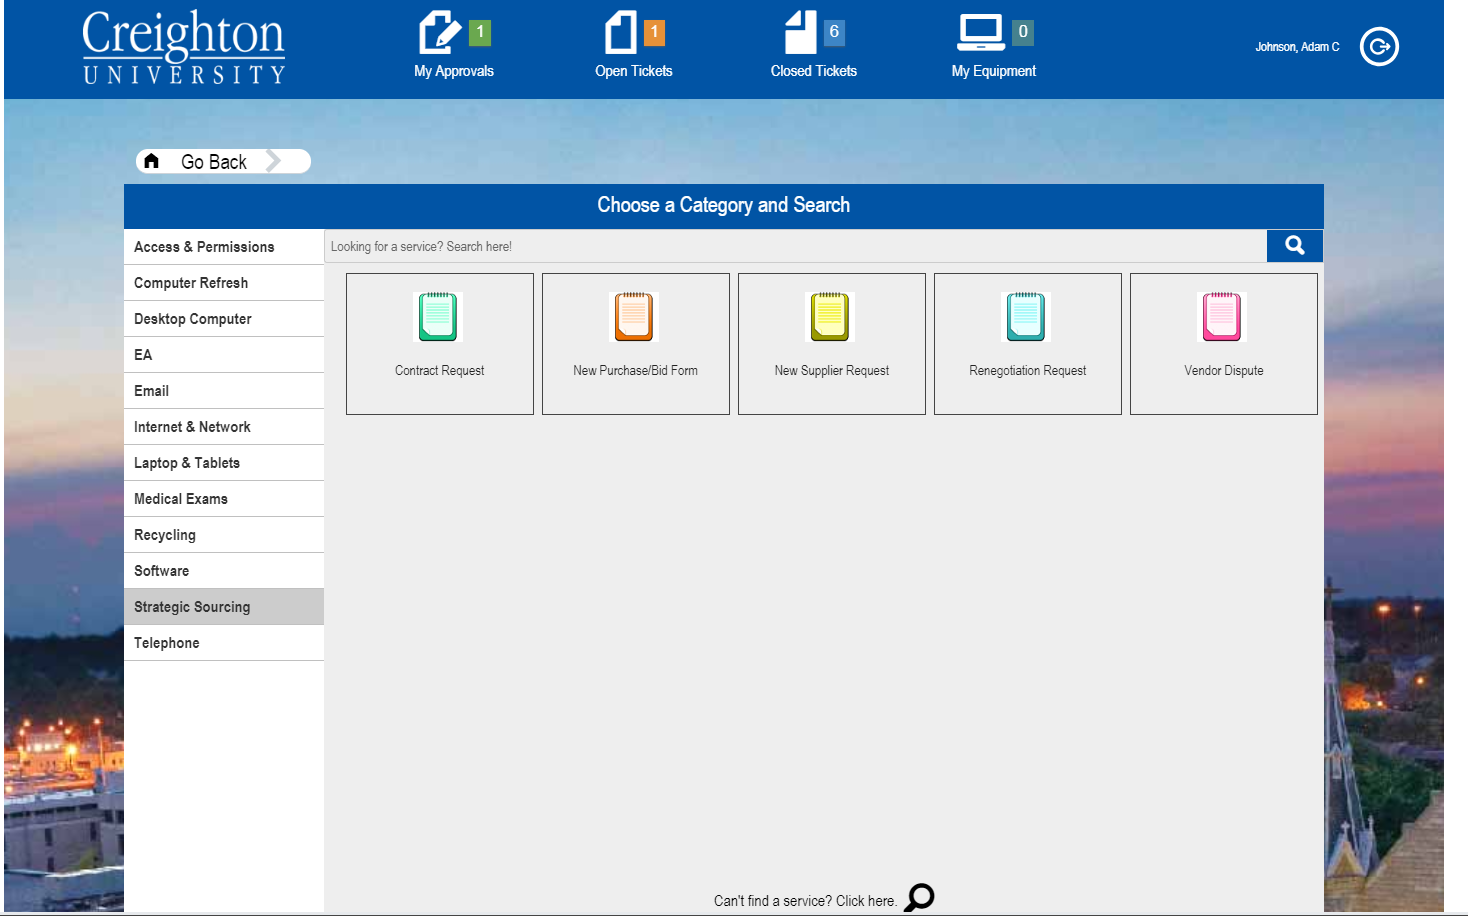 Creighton
UNIVERSITY
1
My Approvals
1
Open Tickets
6
Closed Tickets
0
My Equipment
Johnson, Adam C
Go Back
Choose a Category and Search
Access & Permissions
Computer Refresh
Desktop Computer
EA
Email
Internet & Network
Laptop & Tablets
Medical Exams
Recycling
Software
Strategic Sourcing
Telephone
Looking for a service? Search here!
Contract Request
New Purchase/Bid Form
New Supplier Request
Renegotiation Request
Vendor Dispute
Can't find a service? Click here.